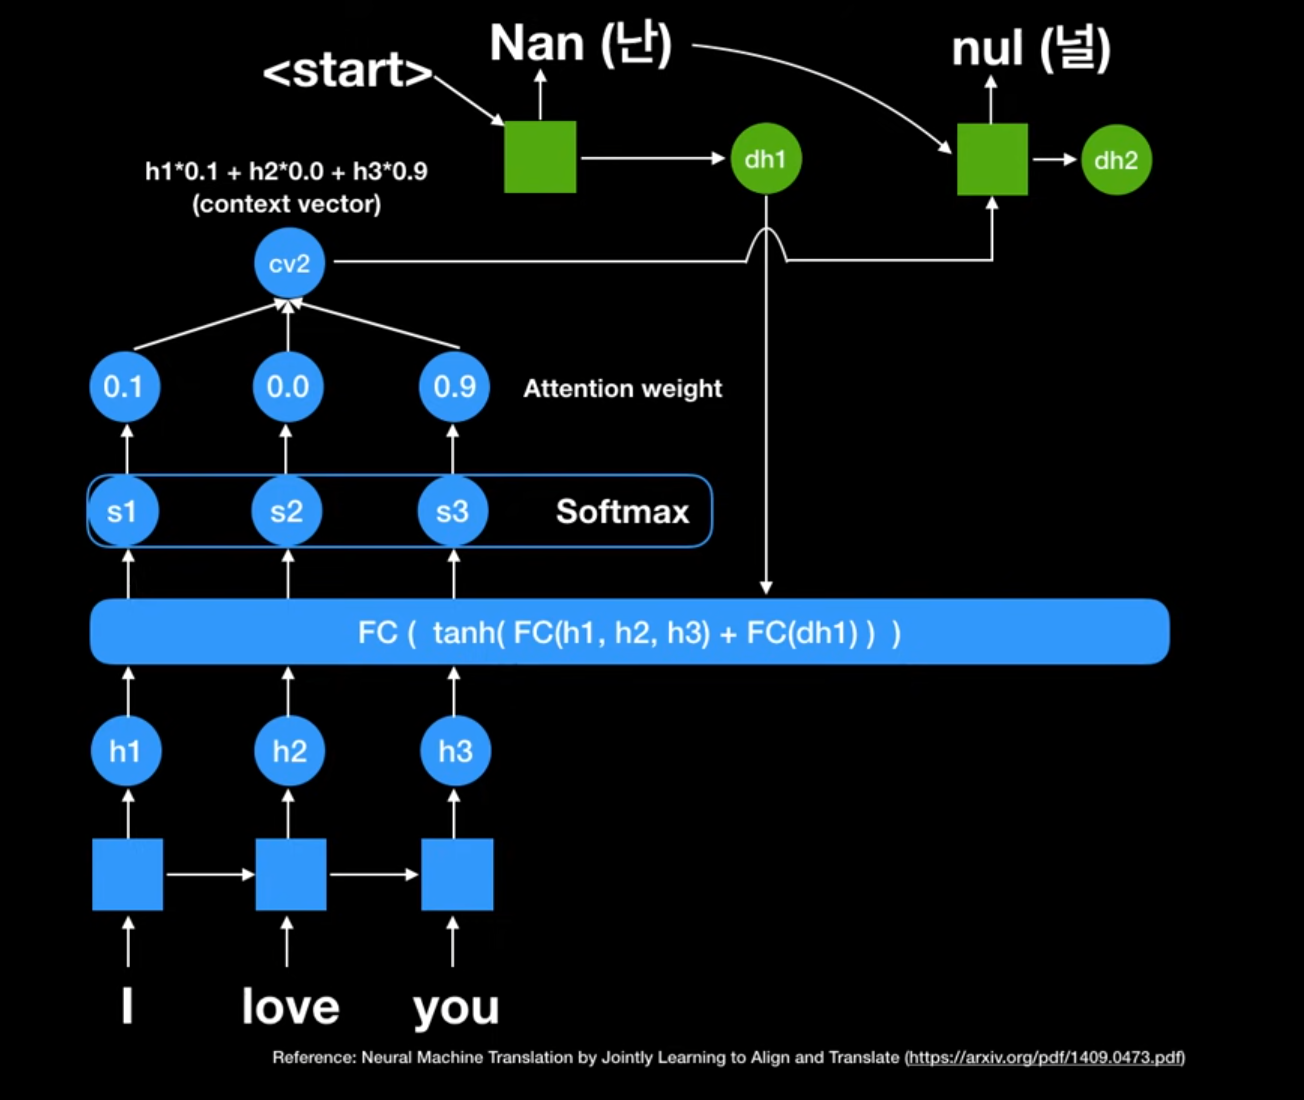 <start>
Nan (난)
nul (널)
dh1
dh2
h1*0.1 + h2*0.0 + h3*0.9
(context vector)
cv2
0.1
0.0
0.9
Attention weight
s1
s2
s3
Softmax
FC ( tanh( FC(h1, h2, h3) + FC(dh1) ) )
h1
h2
h3
I
love
you
Reference: Neural Machine Translation by Jointly Learning to Align and Translate (https://arxiv.org/pdf/1409.0473.pdf)